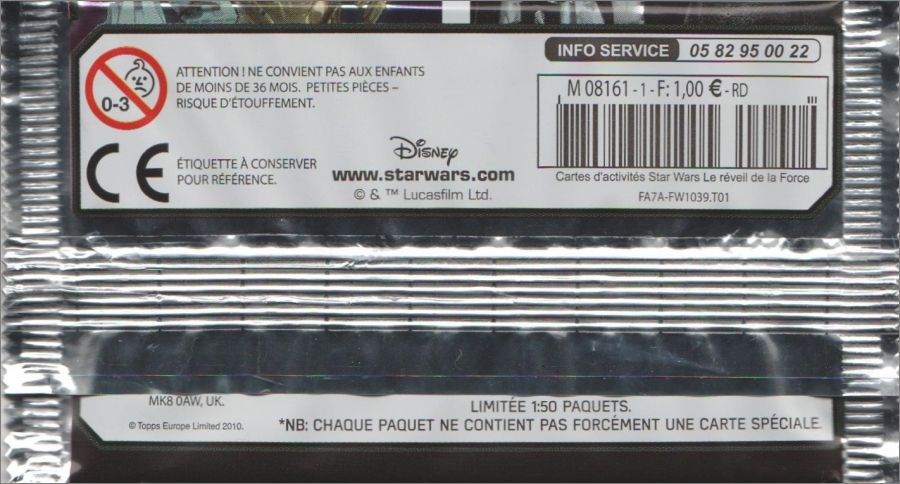 INFO SERVICE 05 82 95 00 22
0-3
ATTENTION ! NE CONVIENT PAS AUX ENFANTS
DE MOINS DE 36 MOIS. PETITES PIÈCES –
RISQUE D'ÉTOUFFEMENT.
M 08161 - 1 - F: 1,00 € - RD
CE
ÉTIQUETTE À CONSERVER
POUR RÉFÉRENCE.
Disney
www.starwars.com
© & ™ Lucasfilm Ltd.
Cartes d'activités Star Wars Le réveil de la Force
FA7A-FW1039.T01
MK8 0AW, UK.
© Topps Europe Limited 2010.
LIMITÉE 1:50 PAQUETS.
*NB: CHAQUE PAQUET NE CONTIENT PAS FORCÉMENT UNE CARTE SPÉCIALE.